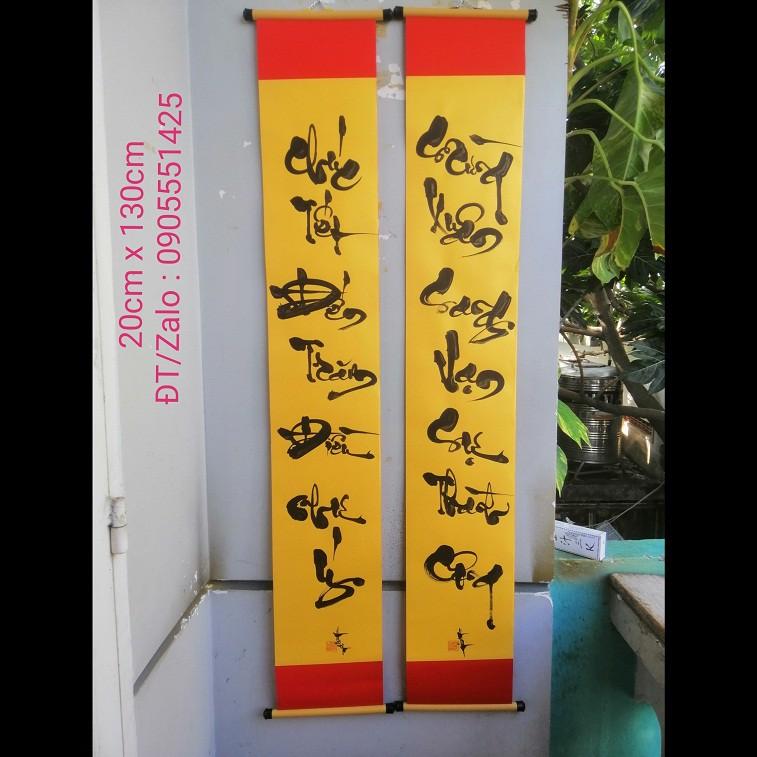 20cm x 130cm
ĐT/Zalo : 0905551425
Chúc Tết Đến Trăm Điều Như Ý
Mừng Xuân Sang Vạn Sự Thành Công